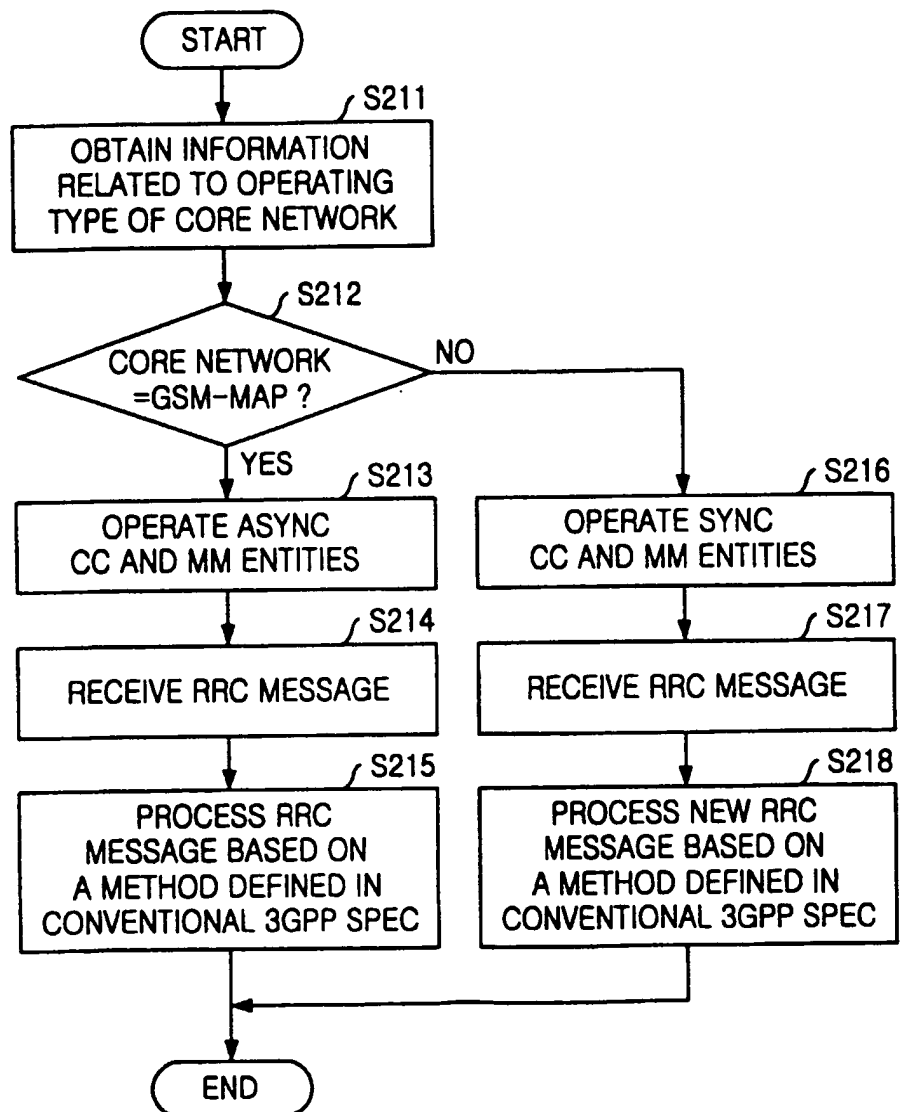 START
S211
OBTAIN INFORMATION
RELATED TO OPERATING
TYPE OF CORE NETWORK
S212
CORE NETWORK
=GSM-MAP ?
NO
YES
S213
OPERATE ASYNC
CC AND MM ENTITIES
S214
RECEIVE RRC MESSAGE
S215
PROCESS RRC
MESSAGE BASED ON
A METHOD DEFINED IN
CONVENTIONAL 3GPP SPEC
S216
OPERATE SYNC
CC AND MM ENTITIES
S217
RECEIVE RRC MESSAGE
S218
PROCESS NEW RRC
MESSAGE BASED ON
A METHOD DEFINED IN
CONVENTIONAL 3GPP SPEC
END